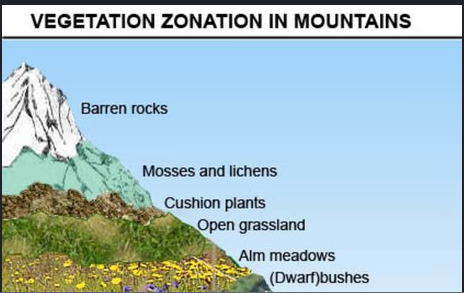 VEGETATION ZONATION IN MOUNTAINS
Barren rocks
Mosses and lichens
Cushion plants
Open grassland
Alm meadows
(Dwarf)bushes